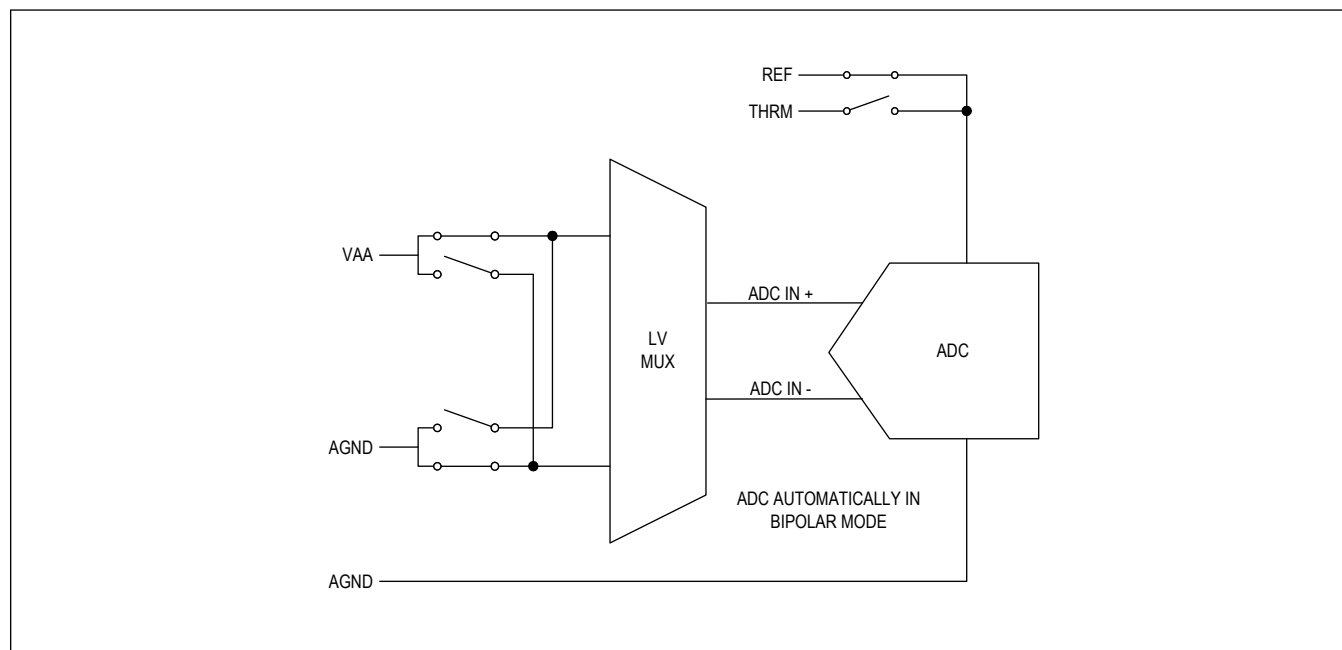 REF
THRM
VAA
ADC IN +
LV
MUX
ADC
ADC IN -
AGND
ADC AUTOMATICALLY IN
BIPOLAR MODE
AGND